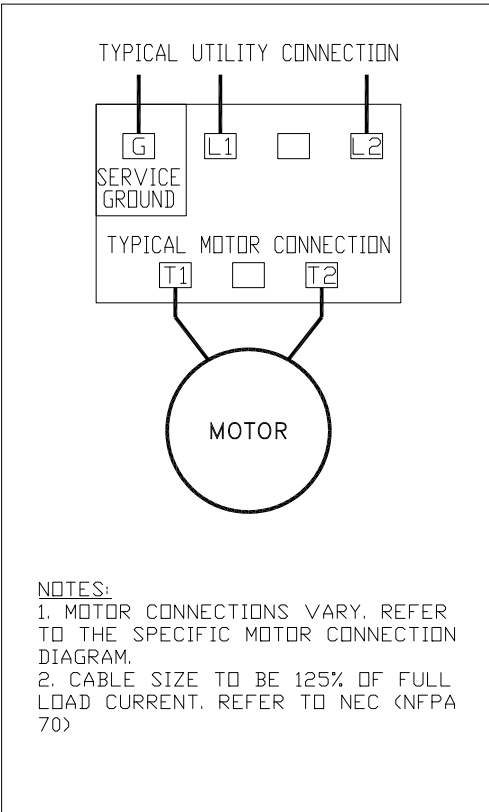 TYPICAL UTILITY CONNECTION
G L1 L2
SERVICE
GROUND
TYPICAL MOTOR CONNECTION
T1 T2
MOTOR
NOTES:
1. MOTOR CONNECTIONS VARY. REFER
TO THE SPECIFIC MOTOR CONNECTION
DIAGRAM.
2. CABLE SIZE TO BE 125% OF FULL
LOAD CURRENT. REFER TO NEC (NFPA
70)